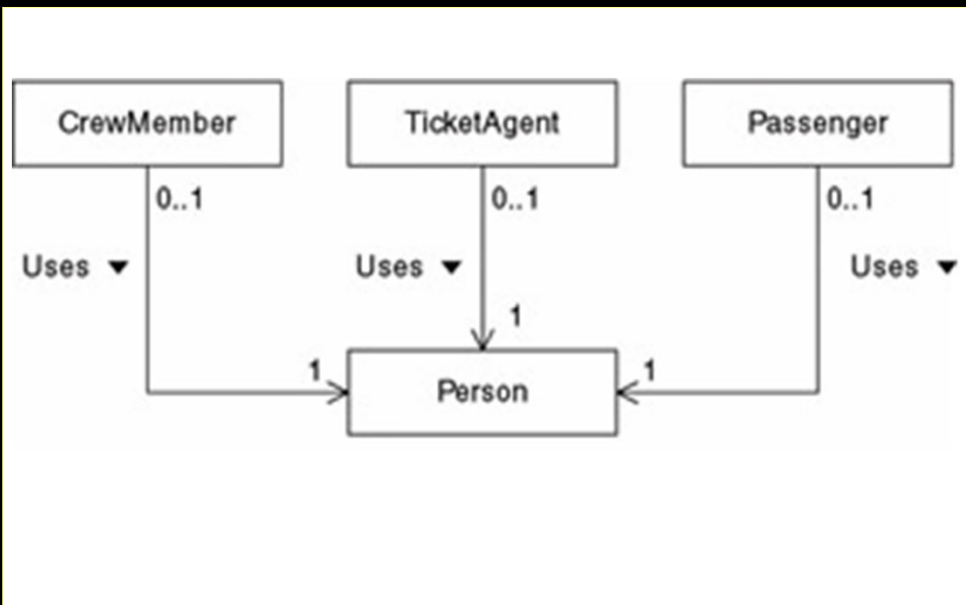 CrewMember
TicketAgent
Passenger
0..1
0..1
0..1
Uses ▼
Uses ▼
Uses ▼
1
1
1
Person